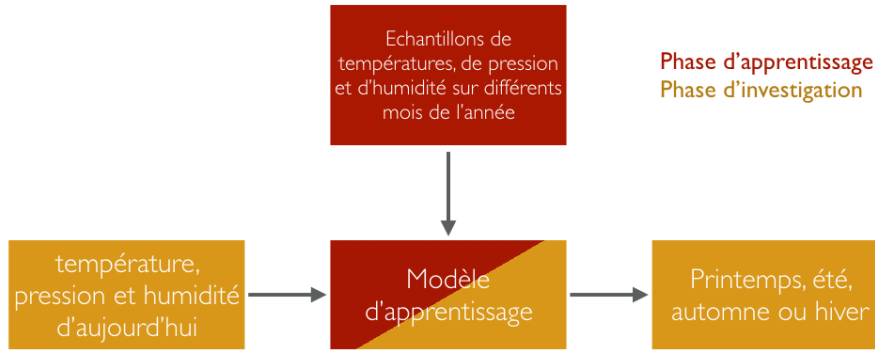 Echantillons de
températures, de pression
et d'humidité sur différents
mois de l'année
Phase d'apprentissage
Phase d'investigation
température,
pression et humidité
d'aujourd'hui
Modèle
d'apprentissage
Printemps, été,
automne ou hiver